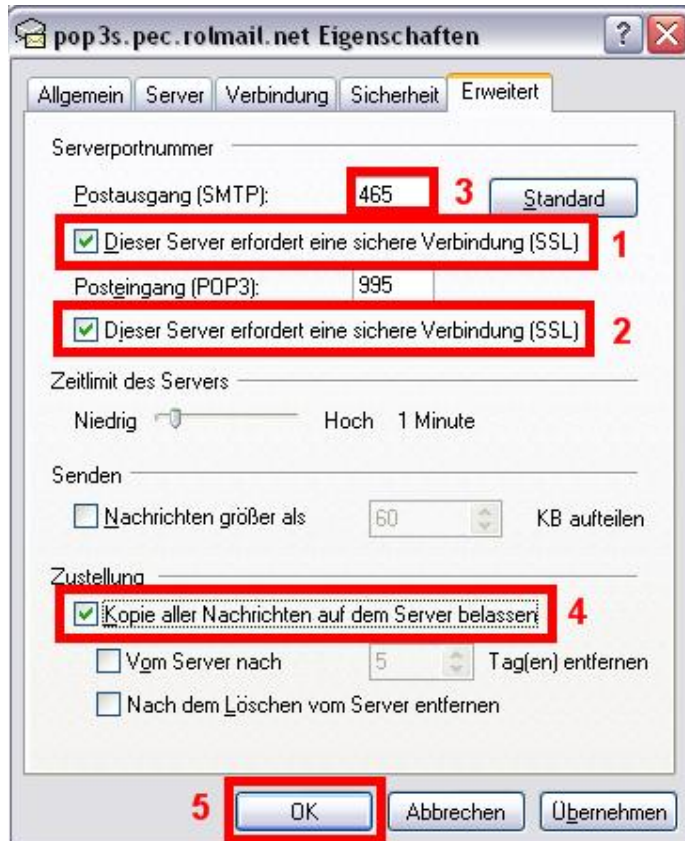 pop3s.pec.rolmail.net Eigenschaften ?
Allgemein Server Verbindung Sicherheit Erweitert
Serverportnummer
Postausgang (SMTP): 465 3 Standard
Dieser Server erfordert eine sichere Verbindung (SSL) 1
Posteingang (POP3): 995
Dieser Server erfordert eine sichere Verbindung (SSL) 2
Zeitlimit des Servers
Niedrig Hoch 1 Minute
Senden
Nachrichten größer als 60 KB aufteilen
Zustellung
Kopie aller Nachrichten auf dem Server belassen 4
Vom Server nach 5 Tag(en) entfernen
Nach dem Löschen vom Server entfernen
5 OK Abbrechen Übernehmen